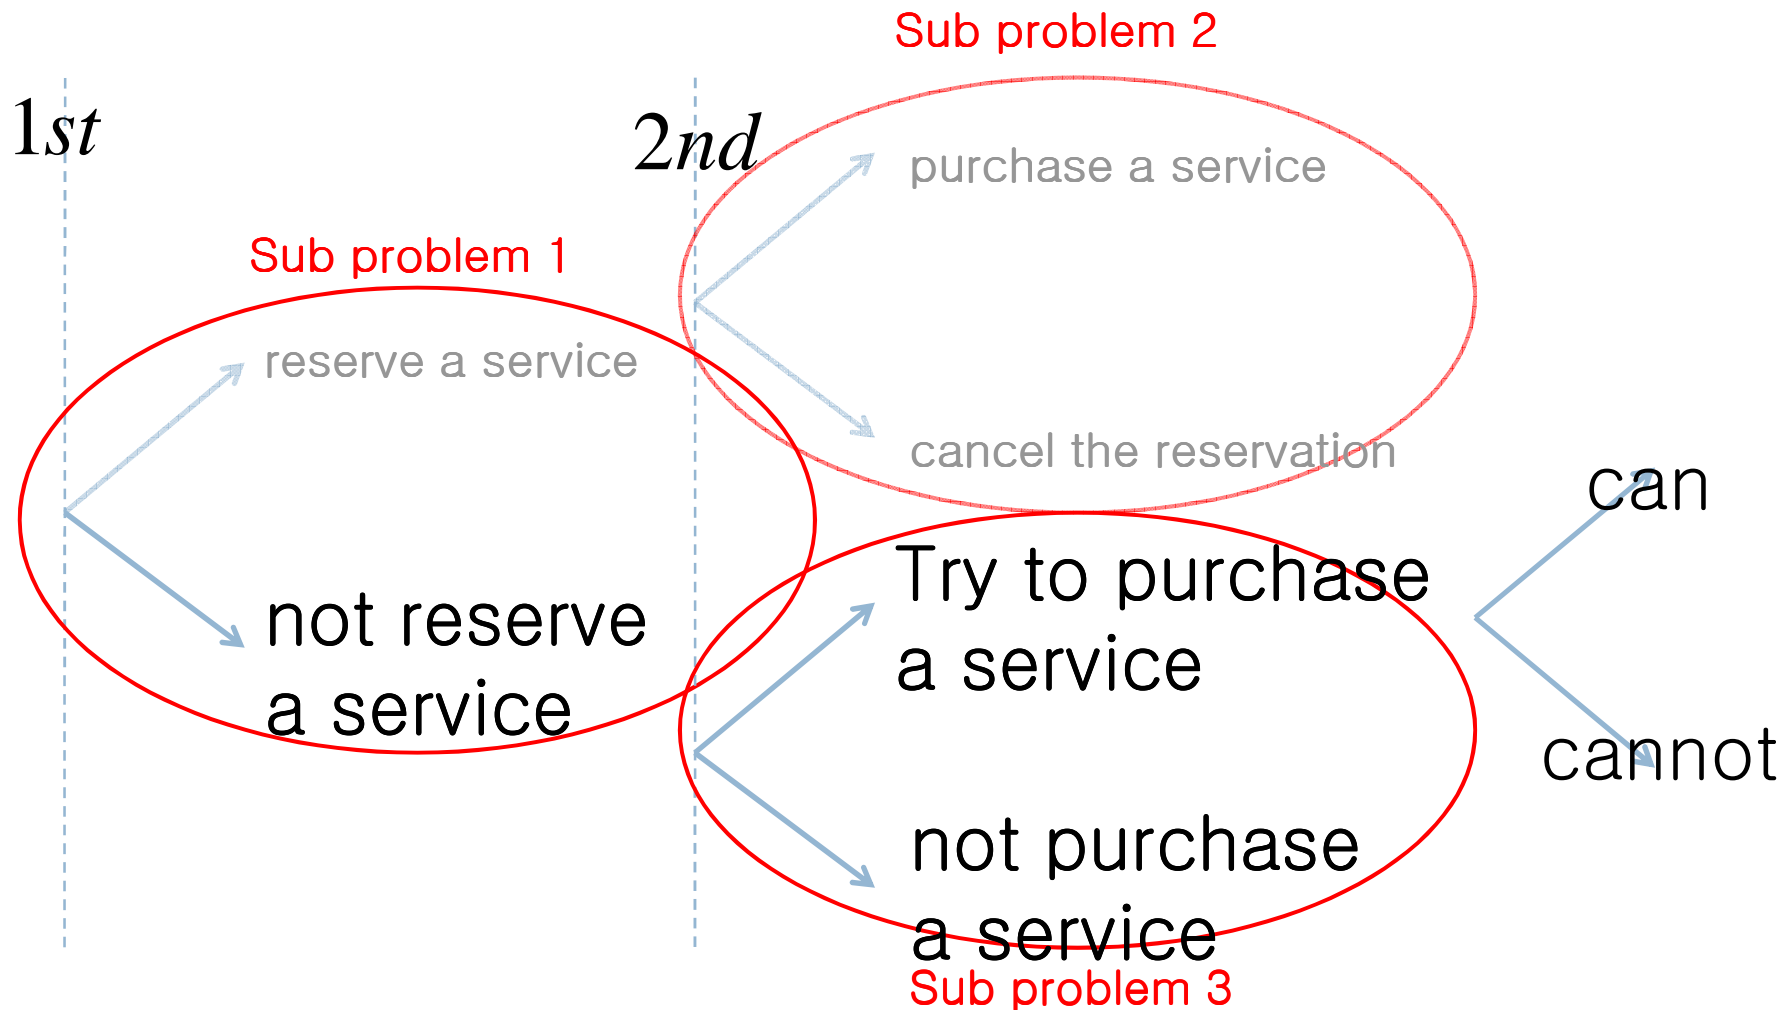 Sub problem 2
1st
2nd
purchase a service
Sub problem 1
reserve a service
cancel the reservation
can
Try to purchase
a service
not reserve
a service
cannot
not purchase
a service
Sub problem 3